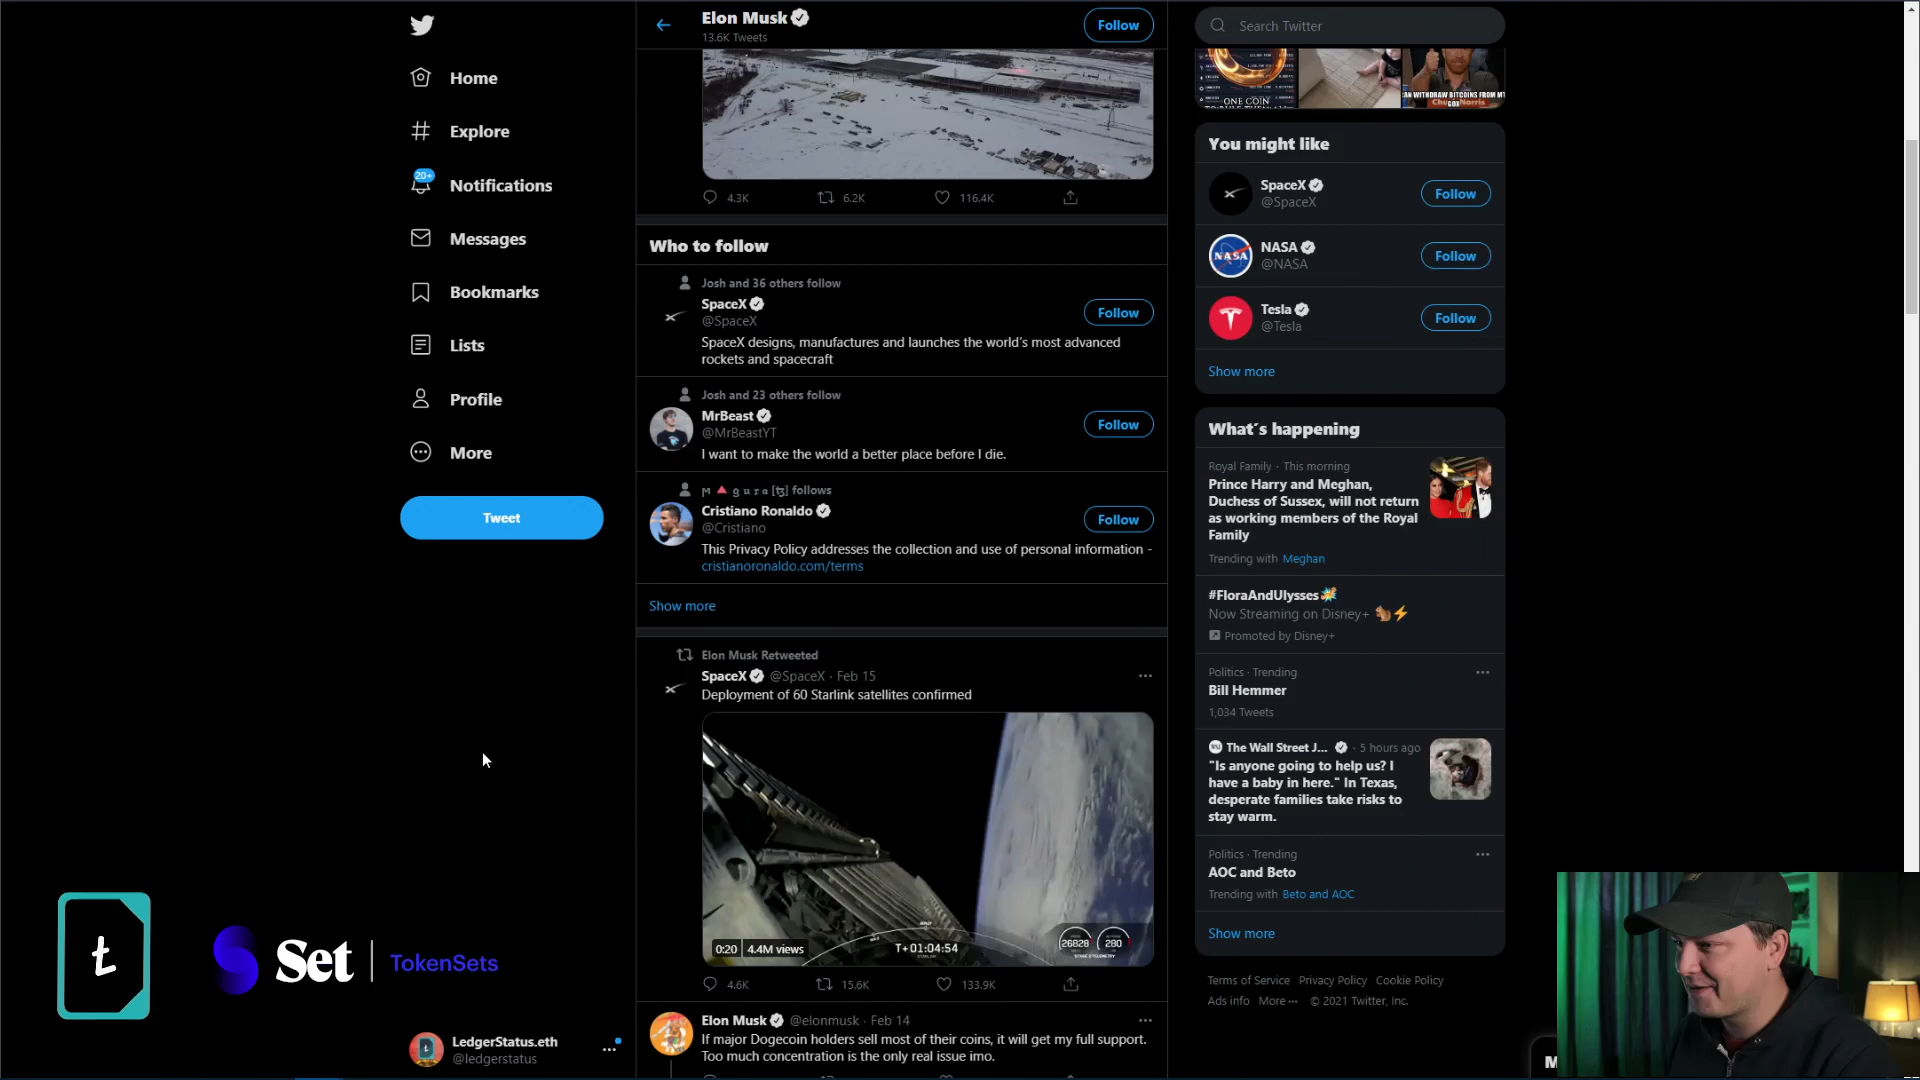 Home
Explore
20+
Notifications
Messages
Bookmarks
Lists
Profile
More
Tweet
Set | TokenSets
LedgerStatus.eth
@ledgerstatus
Elon Musk
13.6K Tweets
Follow
4.3K
6.2K
116.4K
Who to follow
Josh and 36 others follow
SpaceX
@SpaceX
Follow
SpaceX designs, manufactures and launches the world's most advanced
rockets and spacecraft
Josh and 23 others follow
MrBeast
@MrBeastYT
Follow
I want to make the world a better place before I die.
follows
Cristiano Ronaldo
@Cristiano
Follow
This Privacy Policy addresses the collection and use of personal information -
cristianoronaldo.com/terms
Show more
Elon Musk Retweeted
SpaceX @SpaceX · Feb 15
Deployment of 60 Starlink satellites confirmed
0:20 4.4M views
T+01:04:54
26828
280
4.6K
15.6K
133.9K
Elon Musk @elonmusk · Feb 14
If major Dogecoin holders sell most of their coins, it will get my full support.
Too much concentration is the only real issue imo.
Search Twitter
ONE COIN
You might like
SpaceX
@SpaceX
Follow
NASA
NASA
@NASA
Follow
Tesla
@Tesla
Follow
Show more
What's happening
Royal Family · This morning
Prince Harry and Meghan,
Duchess of Sussex, will not return
as working members of the Royal
Family
Trending with Meghan
#FloraAndUlysses
Now Streaming on Disney+
Promoted by Disney+
Politics · Trending
Bill Hemmer
1,034 Tweets
The Wall Street J... · 5 hours ago
"Is anyone going to help us? I
have a baby in here." In Texas,
desperate families take risks to
stay warm.
Politics · Trending
AOC and Beto
Trending with Beto and AOC
Show more
Terms of Service Privacy Policy Cookie Policy
Ads info More ··· © 2021 Twitter, Inc.